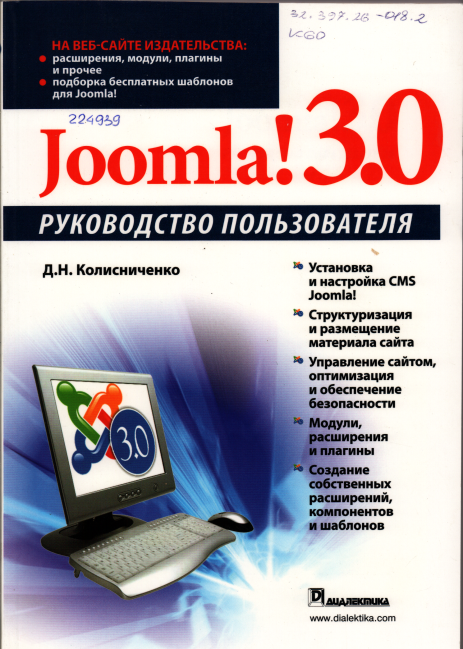 32.397.26-018.2
К60
НА ВЕБ-САЙТЕ ИЗДАТЕЛЬСТВА:
расширения, модули, плагины
и прочее
подборка бесплатных шаблонов
для Joomla!
224939
Joomla! 3.0
РУКОВОДСТВО ПОЛЬЗОВАТЕЛЯ
Д.Н. Колисниченко
Установка
и настройка CMS
Joomla!
Структуризация
и размещение
материала сайта
Управление сайтом,
оптимизация
и обеспечение
безопасности
Модули,
расширения
и плагины
Создание
собственных
расширений,
компонентов
и шаблонов
3.0
ДИАЛЕКТИКА
www.dialektika.com